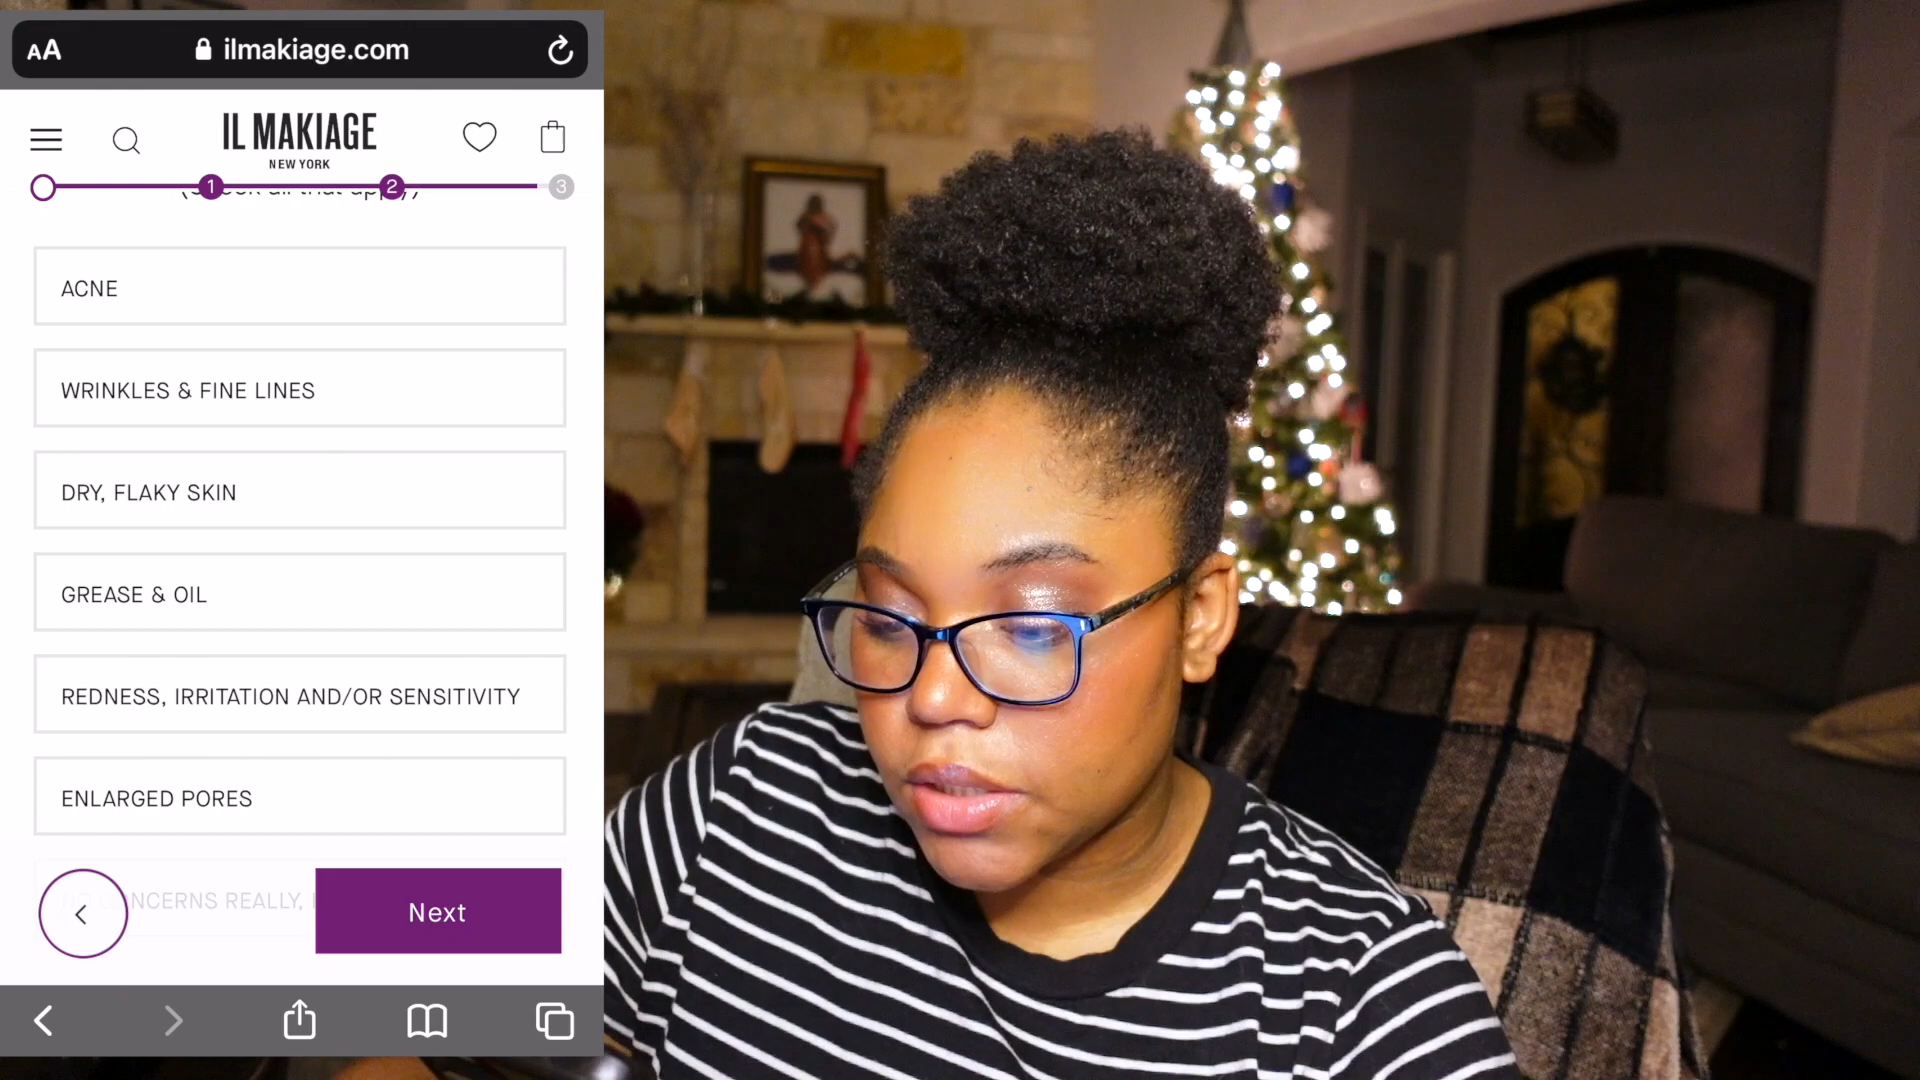 AA ilmakiage.com
IL MAKIAGE
NEW YORK
1 2 3
ACNE
WRINKLES & FINE LINES
DRY, FLAKY SKIN
GREASE & OIL
REDNESS, IRRITATION AND/OR SENSITIVITY
ENLARGED PORES
CONCERNS REALLY,
Next